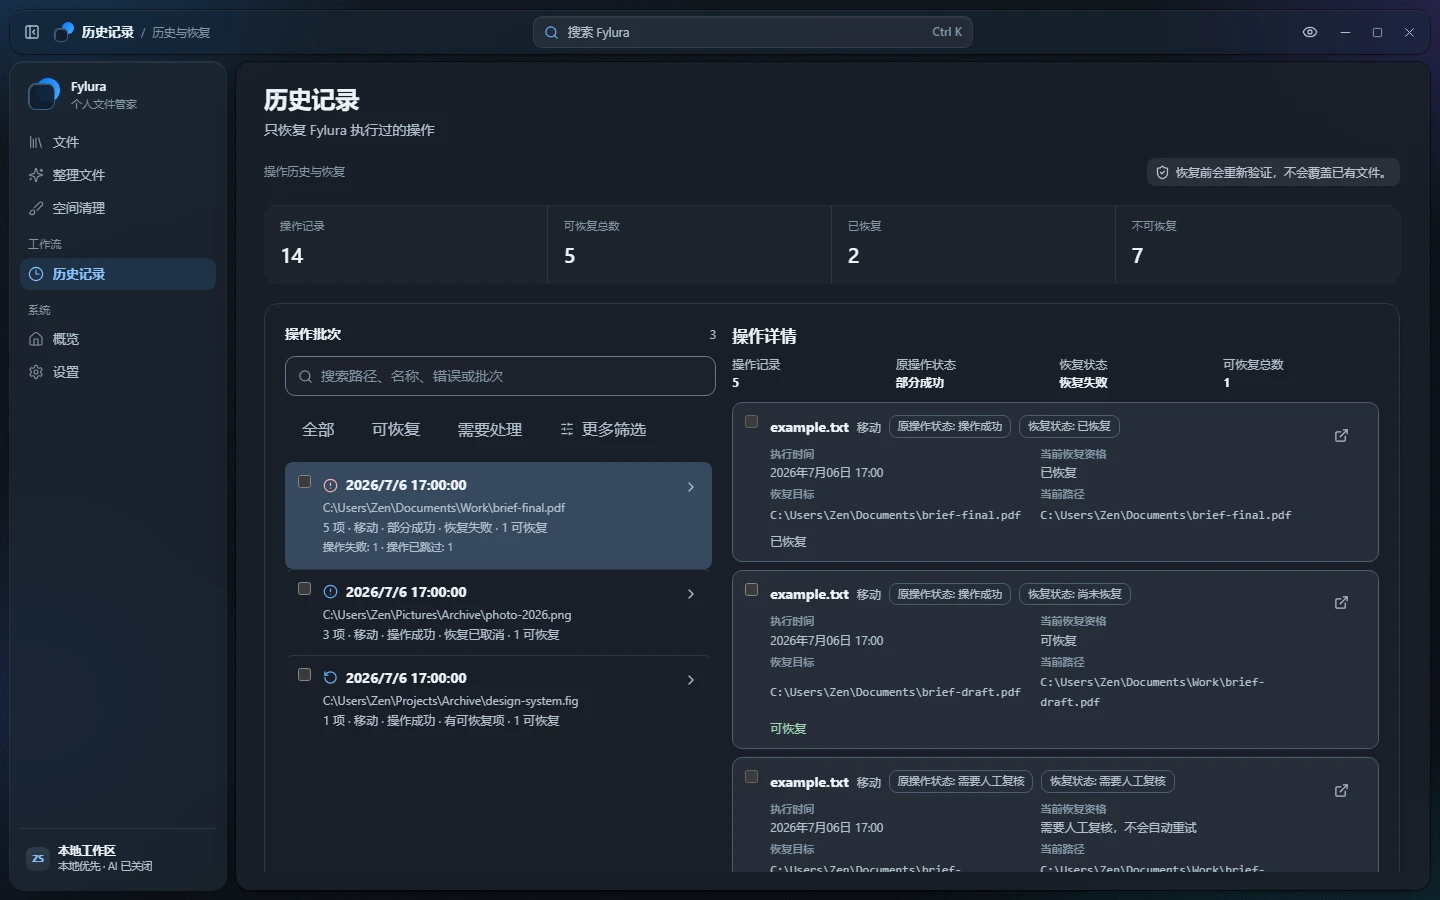 历史记录 / 历史与恢复
搜索 Fylura
Ctrl K
Fylura
个人文件管家
文件
整理文件
空间清理
工作流
历史记录
系统
概览
设置
ZS
本地工作区
本地优先 · AI 已关闭
历史记录
只恢复 Fylura 执行过的操作
操作历史与恢复
恢复前会重新验证，不会覆盖已有文件。
操作记录
14
可恢复总数
5
已恢复
2
不可恢复
7
操作批次
3
搜索路径、名称、错误或批次
全部
可恢复
需要处理
更多筛选
2026/7/6 17:00:00
C:\Users\Zen\Documents\Work\brief-final.pdf
5 项 · 移动 · 部分成功 · 恢复失败 · 1 可恢复
操作失败: 1 · 操作已跳过: 1
2026/7/6 17:00:00
C:\Users\Zen\Pictures\Archive\photo-2026.png
3 项 · 移动 · 操作成功 · 恢复已取消 · 1 可恢复
2026/7/6 17:00:00
C:\Users\Zen\Projects\Archive\design-system.fig
1 项 · 移动 · 操作成功 · 有可恢复项 · 1 可恢复
操作详情
操作记录
5
原操作状态
部分成功
恢复状态
恢复失败
可恢复总数
1
example.txt 移动 原操作状态: 操作成功 恢复状态: 已恢复
执行时间
2026年7月06日 17:00
当前恢复资格
已恢复
恢复目标
C:\Users\Zen\Documents\brief-final.pdf
当前路径
C:\Users\Zen\Documents\brief-final.pdf
已恢复
example.txt 移动 原操作状态: 操作成功 恢复状态: 尚未恢复
执行时间
2026年7月06日 17:00
当前恢复资格
可恢复
恢复目标
C:\Users\Zen\Documents\brief-draft.pdf
当前路径
C:\Users\Zen\Documents\Work\brief-
draft.pdf
可恢复
example.txt 移动 原操作状态: 需要人工复核 恢复状态: 需要人工复核
执行时间
2026年7月06日 17:00
当前恢复资格
需要人工复核，不会自动重试
恢复目标
C:\Users\Zen\Documents\brief-
当前路径
C:\Users\Zen\Documents\Work\brief-